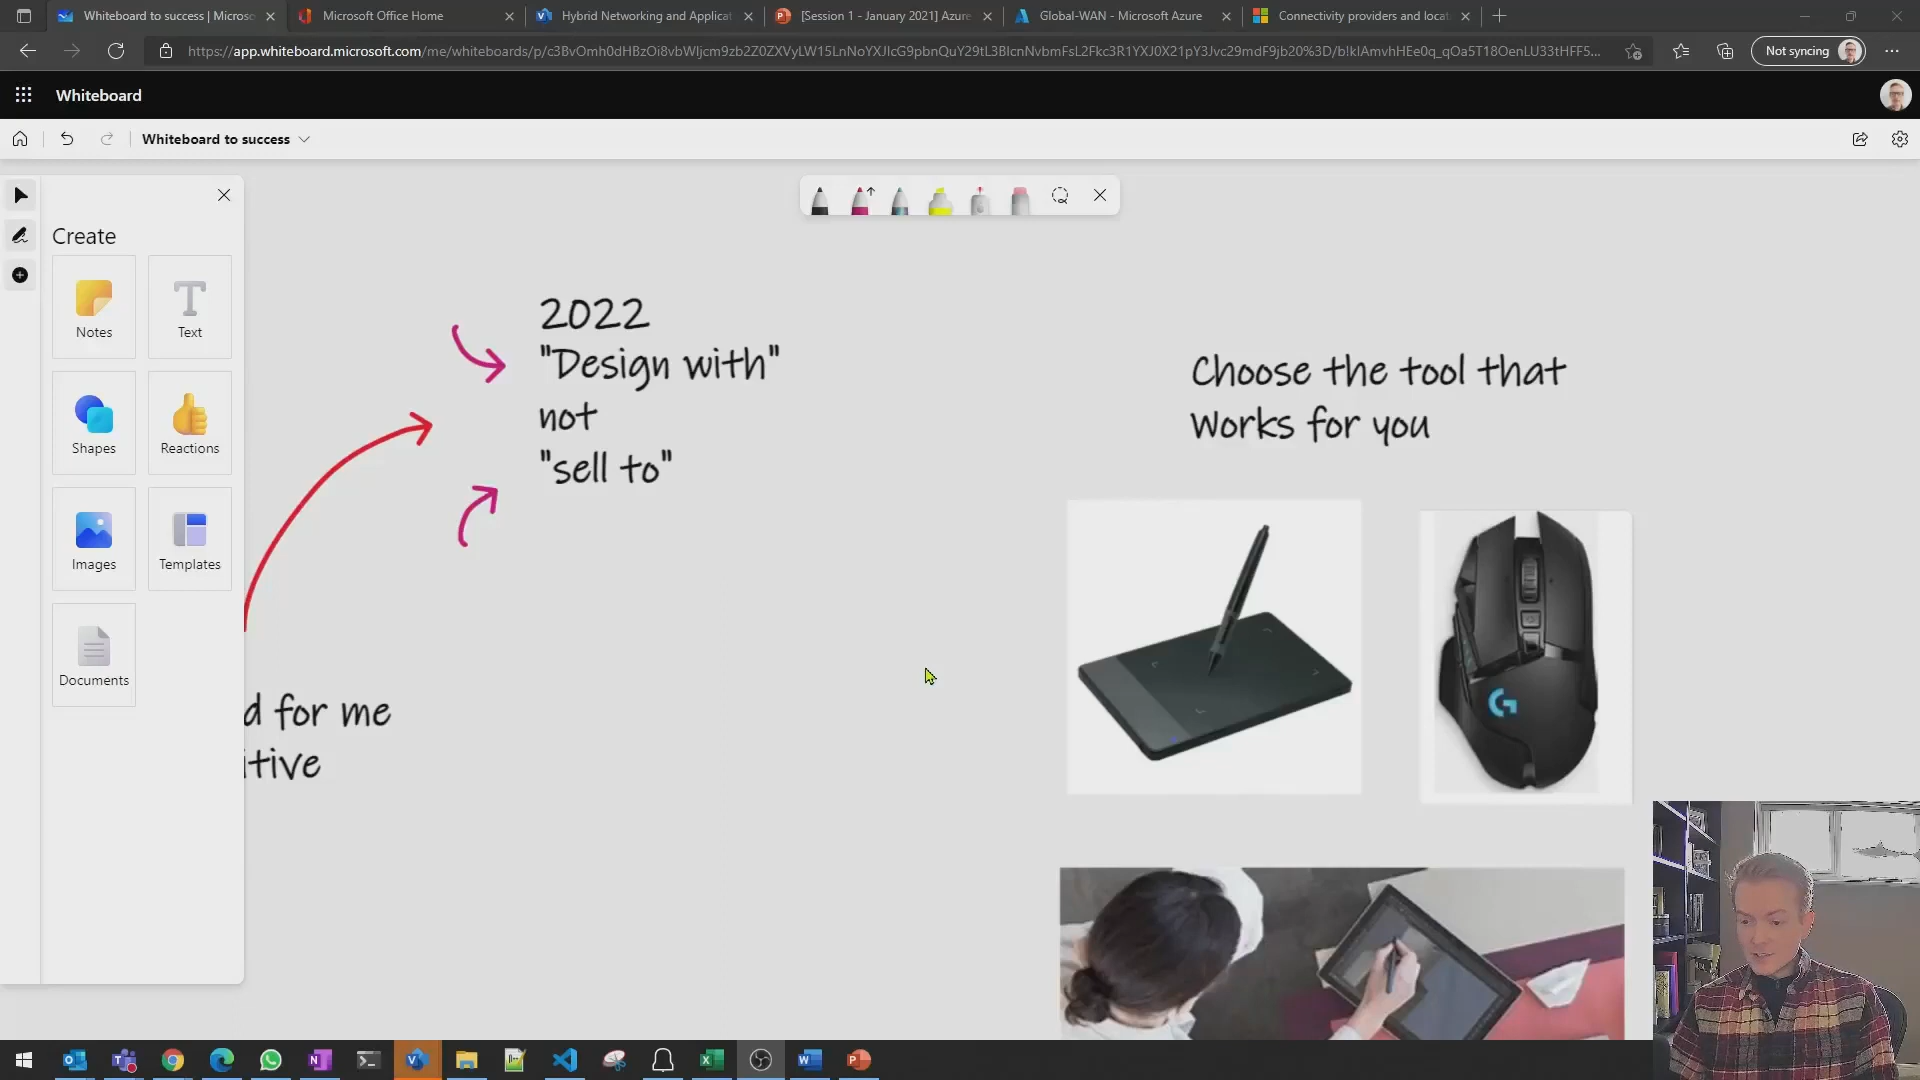 Whiteboard to success | Microso
Microsoft Office Home
Hybrid Networking and Applicat
[Session 1 - January 2021] Azure
Global-WAN - Microsoft Azure
Connectivity providers and locat
Not syncing
Whiteboard
Whiteboard to success
Create
Notes
Text
Shapes
Reactions
Images
Templates
Documents
2022
"Design with"
not
"sell to"
d for me
itive
Choose the tool that
Works for you